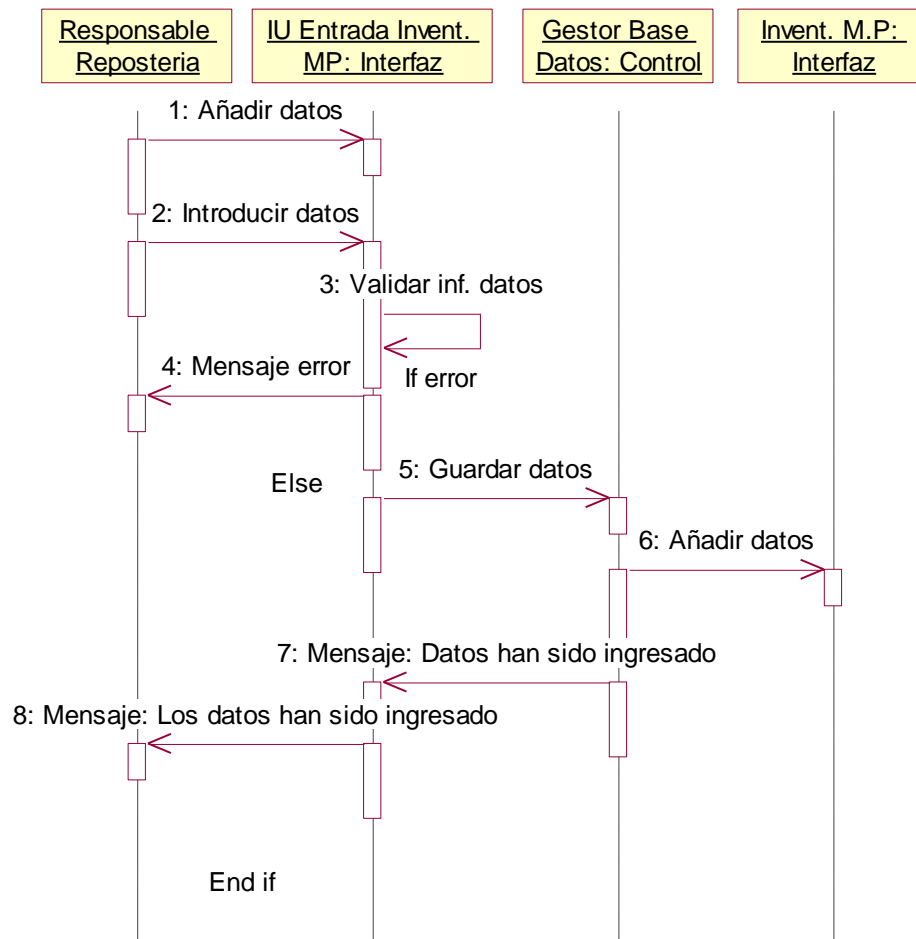 Responsable
Reposteria
IU Entrada Invent.
MP: Interfaz
Gestor Base
Datos: Control
Invent. M.P:
Interfaz
1: Añadir datos
2: Introducir datos
3: Validar inf. datos
4: Mensaje error
If error
5: Guardar datos
Else
6: Añadir datos
7: Mensaje: Datos han sido ingresado
8: Mensaje: Los datos han sido ingresado
End if